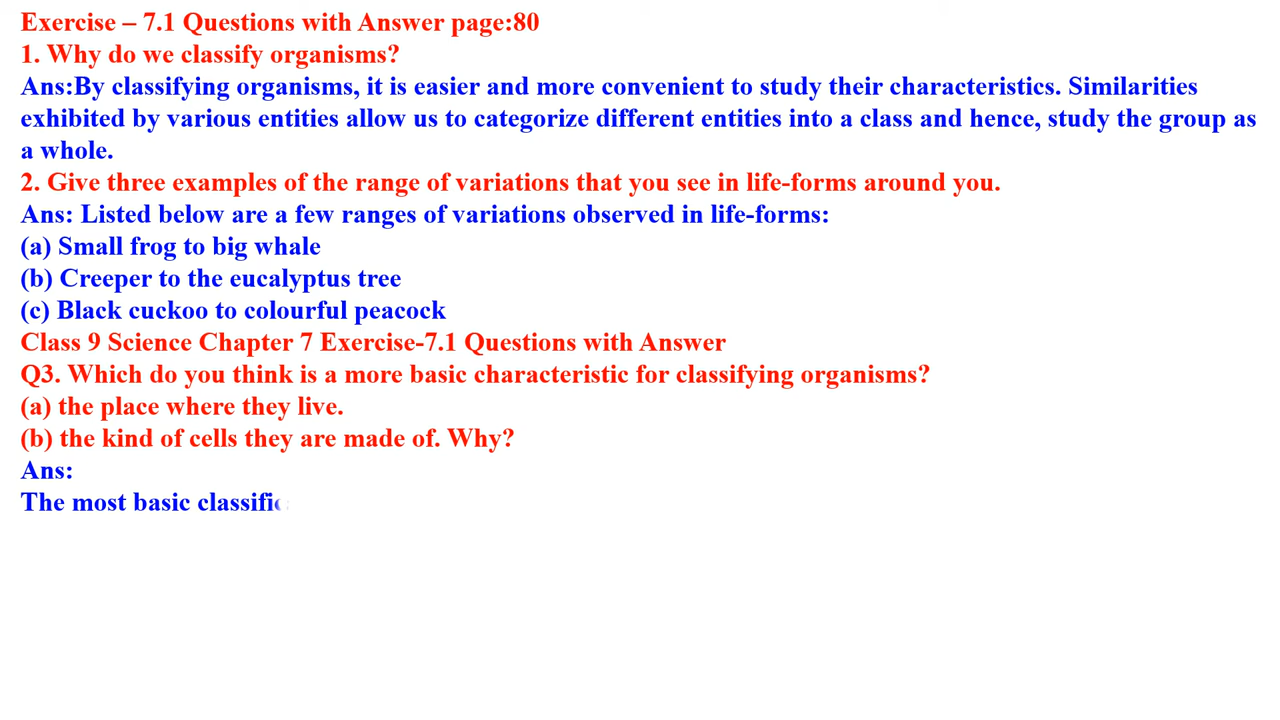 Exercise – 7.1 Questions with Answer page:80
1. Why do we classify organisms?
Ans:By classifying organisms, it is easier and more convenient to study their characteristics. Similarities
exhibited by various entities allow us to categorize different entities into a class and hence, study the group as
a whole.
2. Give three examples of the range of variations that you see in life-forms around you.
Ans: Listed below are a few ranges of variations observed in life-forms:
(a) Small frog to big whale
(b) Creeper to the eucalyptus tree
(c) Black cuckoo to colourful peacock
Class 9 Science Chapter 7 Exercise-7.1 Questions with Answer
Q3. Which do you think is a more basic characteristic for classifying organisms?
(a) the place where they live.
(b) the kind of cells they are made of. Why?
Ans:
The most basic classific